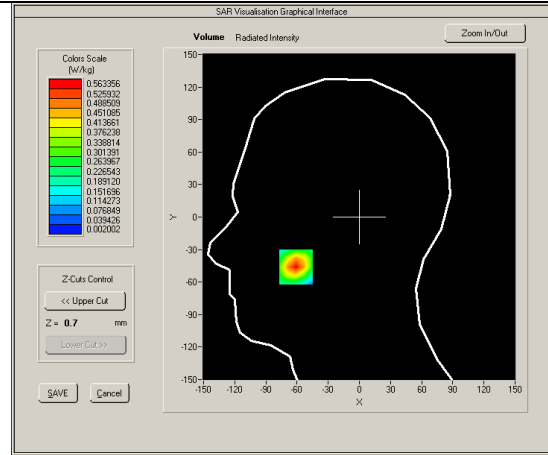 SAR Visualisation Graphical Interface
Volume Radiated Intensity
Zoom In/Out
Colors Scale
(W/kg)
0.563356
0.525932
0.488509
0.451085
0.413661
0.376238
0.338814
0.301391
0.263967
0.226543
0.189120
0.151696
0.114273
0.076849
0.039426
0.002002
Z-Cuts Control
<< Upper Cut
Z = 0.7 mm
Lower Cut >>
SAVE Cancel
150
120
90
60
30
0
-30
-60
-90
-120
-150
Y
-150 -120 -90 -60 -30 0 30 60 90 120 150
X